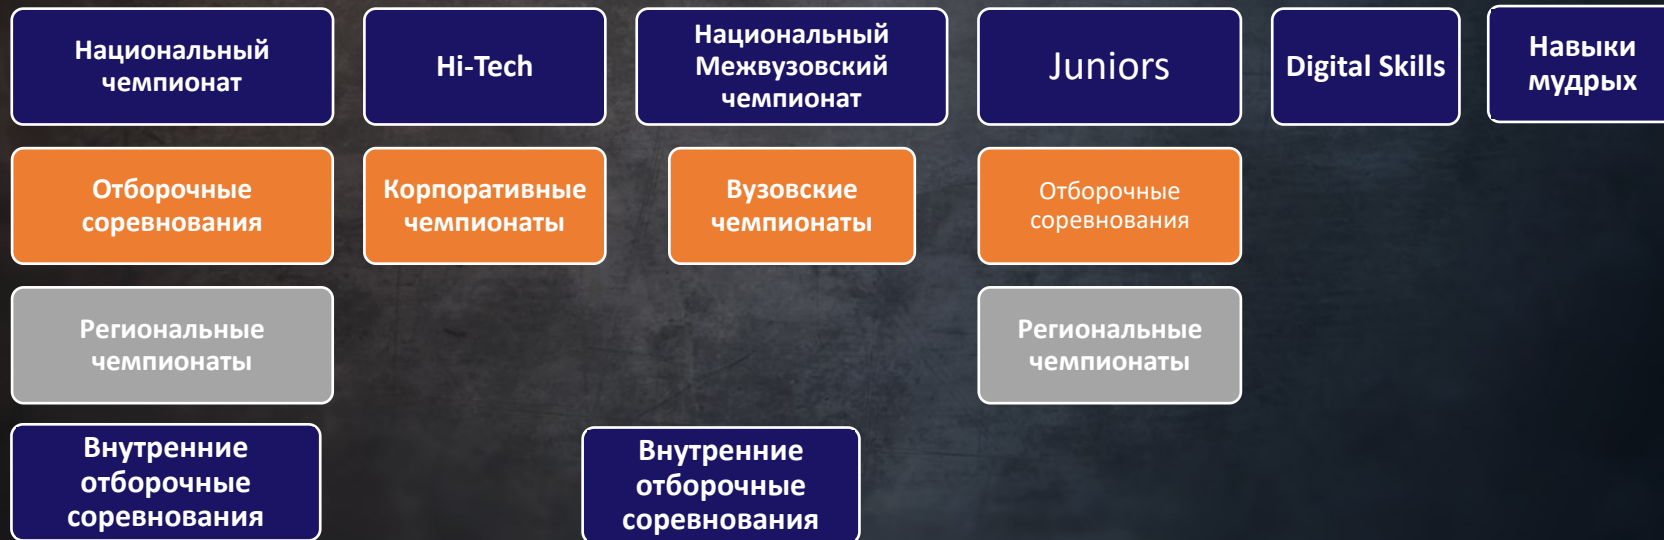 Национальный
чемпионат
Hi-Tech
Национальный
Межвузовский
чемпионат
Juniors
Digital Skills
Навыки
мудрых
Отборочные
соревнования
Корпоративные
чемпионаты
Вузовские
чемпионаты
Отборочные
соревнования
Региональные
чемпионаты
Региональные
чемпионаты
Внутренние
отборочные
соревнования
Внутренние
отборочные
соревнования